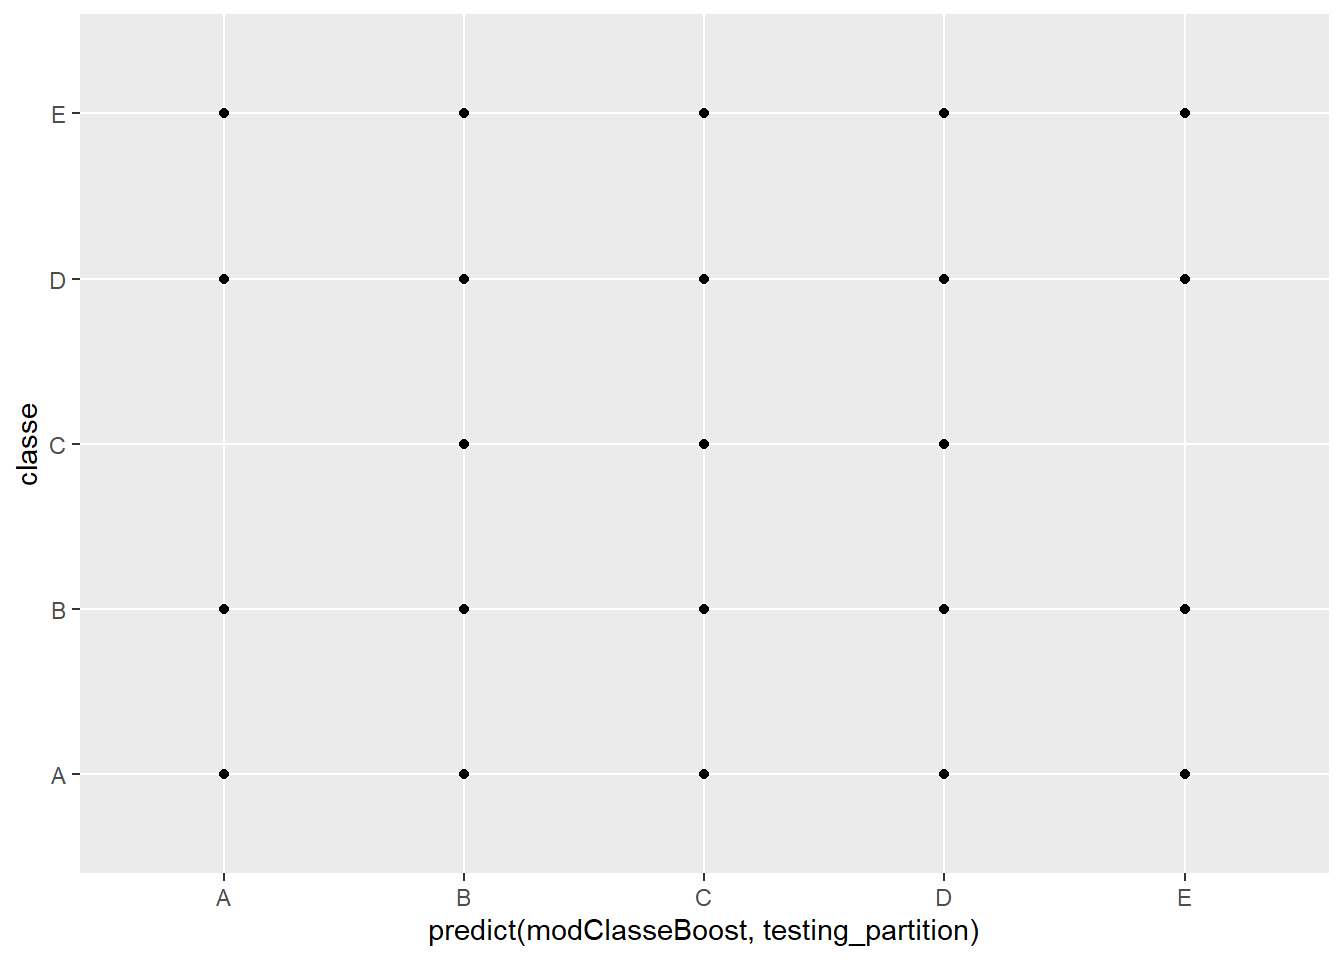 E
D
C
B
A
classe
A B C D E
predict(modClasseBoost, testing_partition)